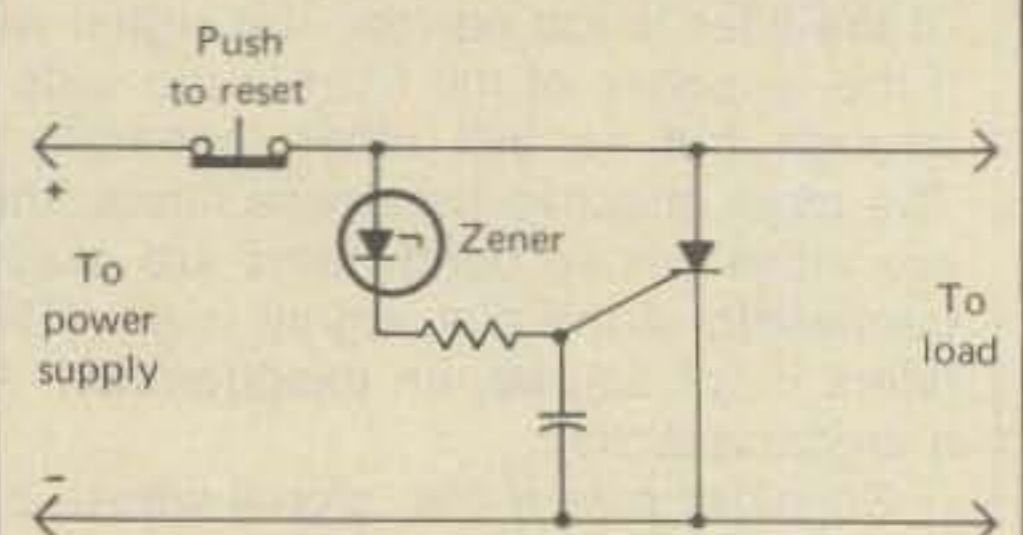 Push
to reset
+
Zener
To
power
supply
To
load
-